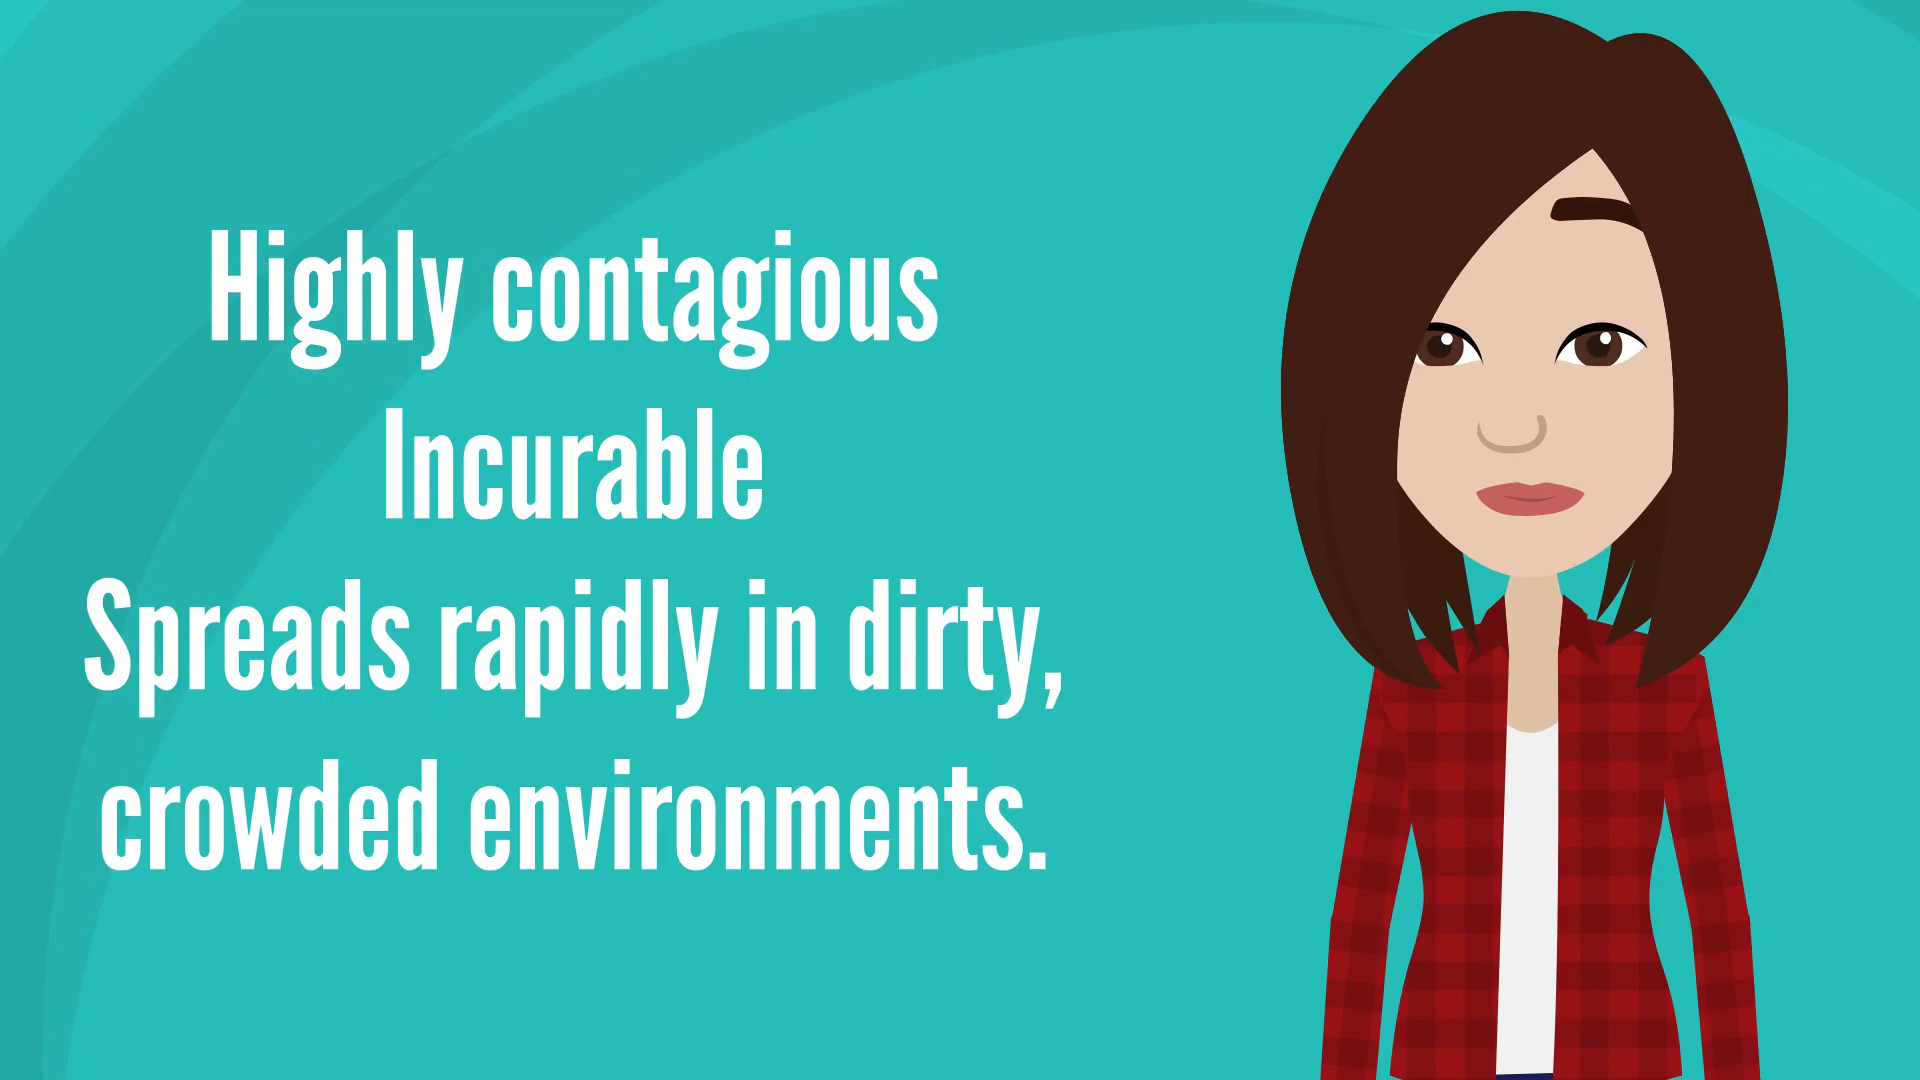 Highly contagious
Incurable
Spreads rapidly in dirty,
crowded environments.